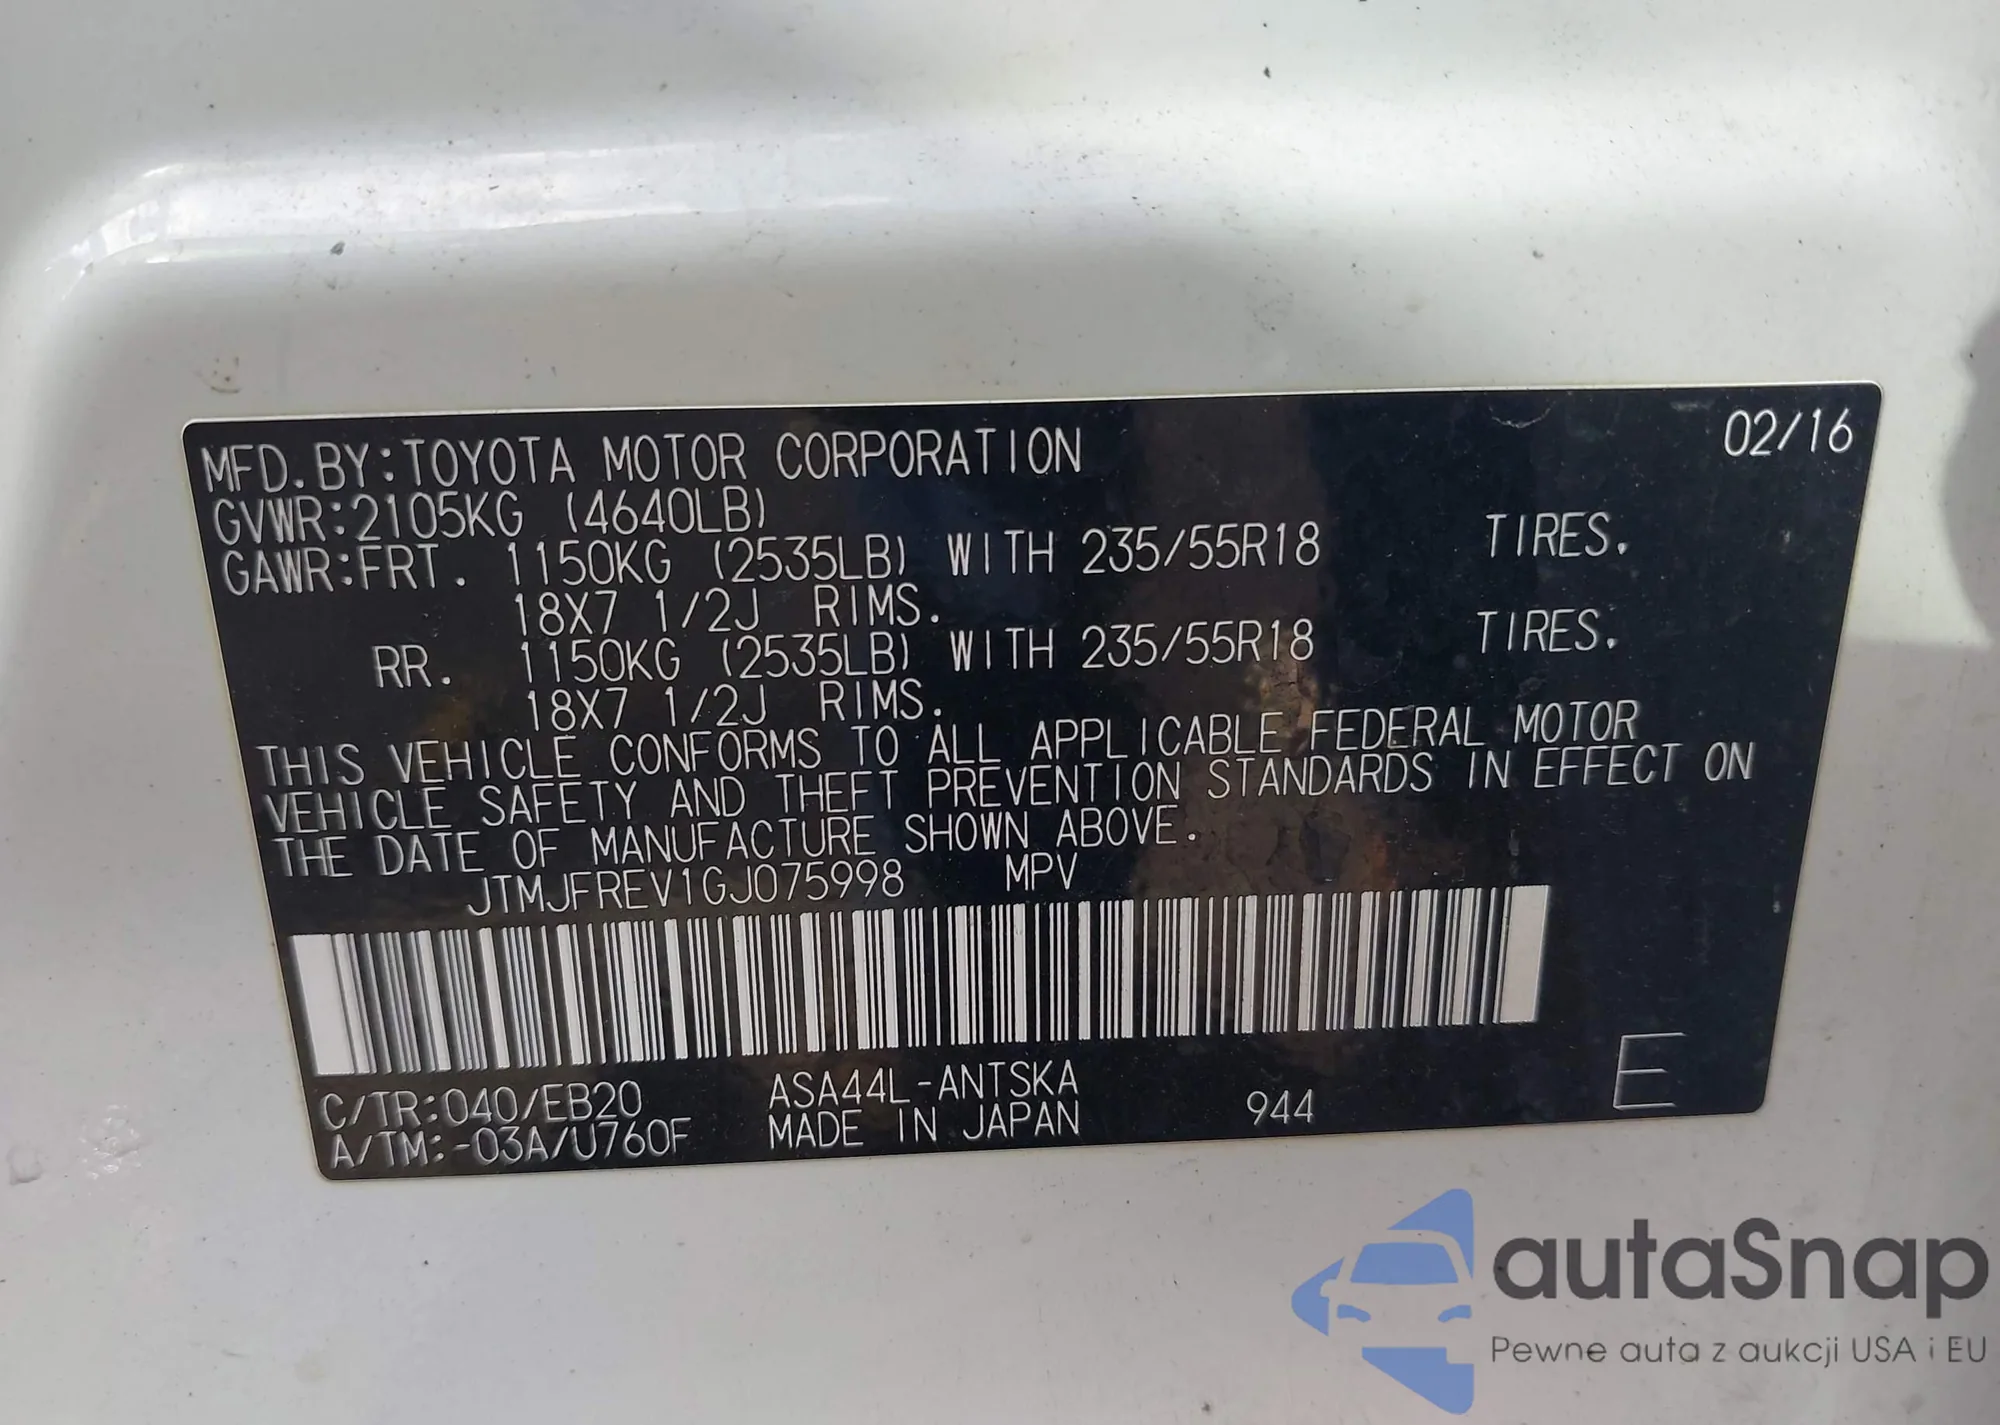 MFD.BY:TOYOTA MOTOR CORPORATION 02/16
GVWR:2105KG (4640LB)
GAWR:FRT. 1150KG (2535LB) WITH 235/55R18 TIRES.
18X7 1/2J RIMS.
RR. 1150KG (2535LB) WITH 235/55R18 TIRES.
18X7 1/2J RIMS.
THIS VEHICLE CONFORMS TO ALL APPLICABLE FEDERAL MOTOR
VEHICLE SAFETY AND THEFT PREVENTION STANDARDS IN EFFECT ON
THE DATE OF MANUFACTURE SHOWN ABOVE.
JTMJFREV1GJ075998 MPV
C/TR:040/EB20 ASA44L-ANTSKA 944 E
A/TM:-03A/U760F MADE IN JAPAN
autaSnap
Pewne auta z aukcji USA i EU